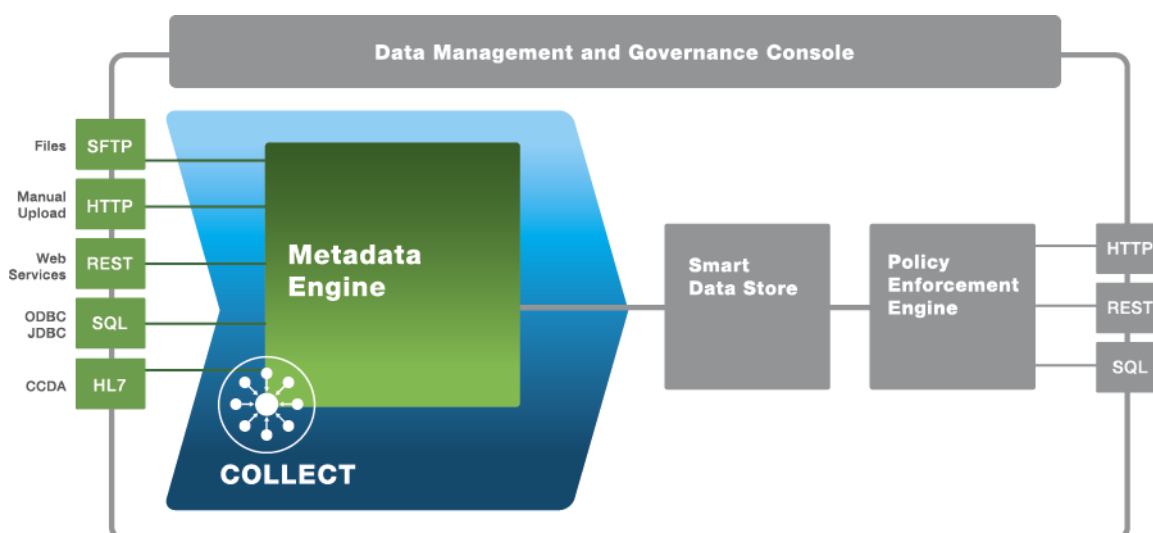 Data Management and Governance Console
Files
SFTP
Manual
Upload
HTTP
Web
Services
REST
ODBC
JDBC
SQL
CCDA
HL7
Metadata
Engine
COLLECT
Smart
Data Store
Policy
Enforcement
Engine
HTTP
REST
SQL